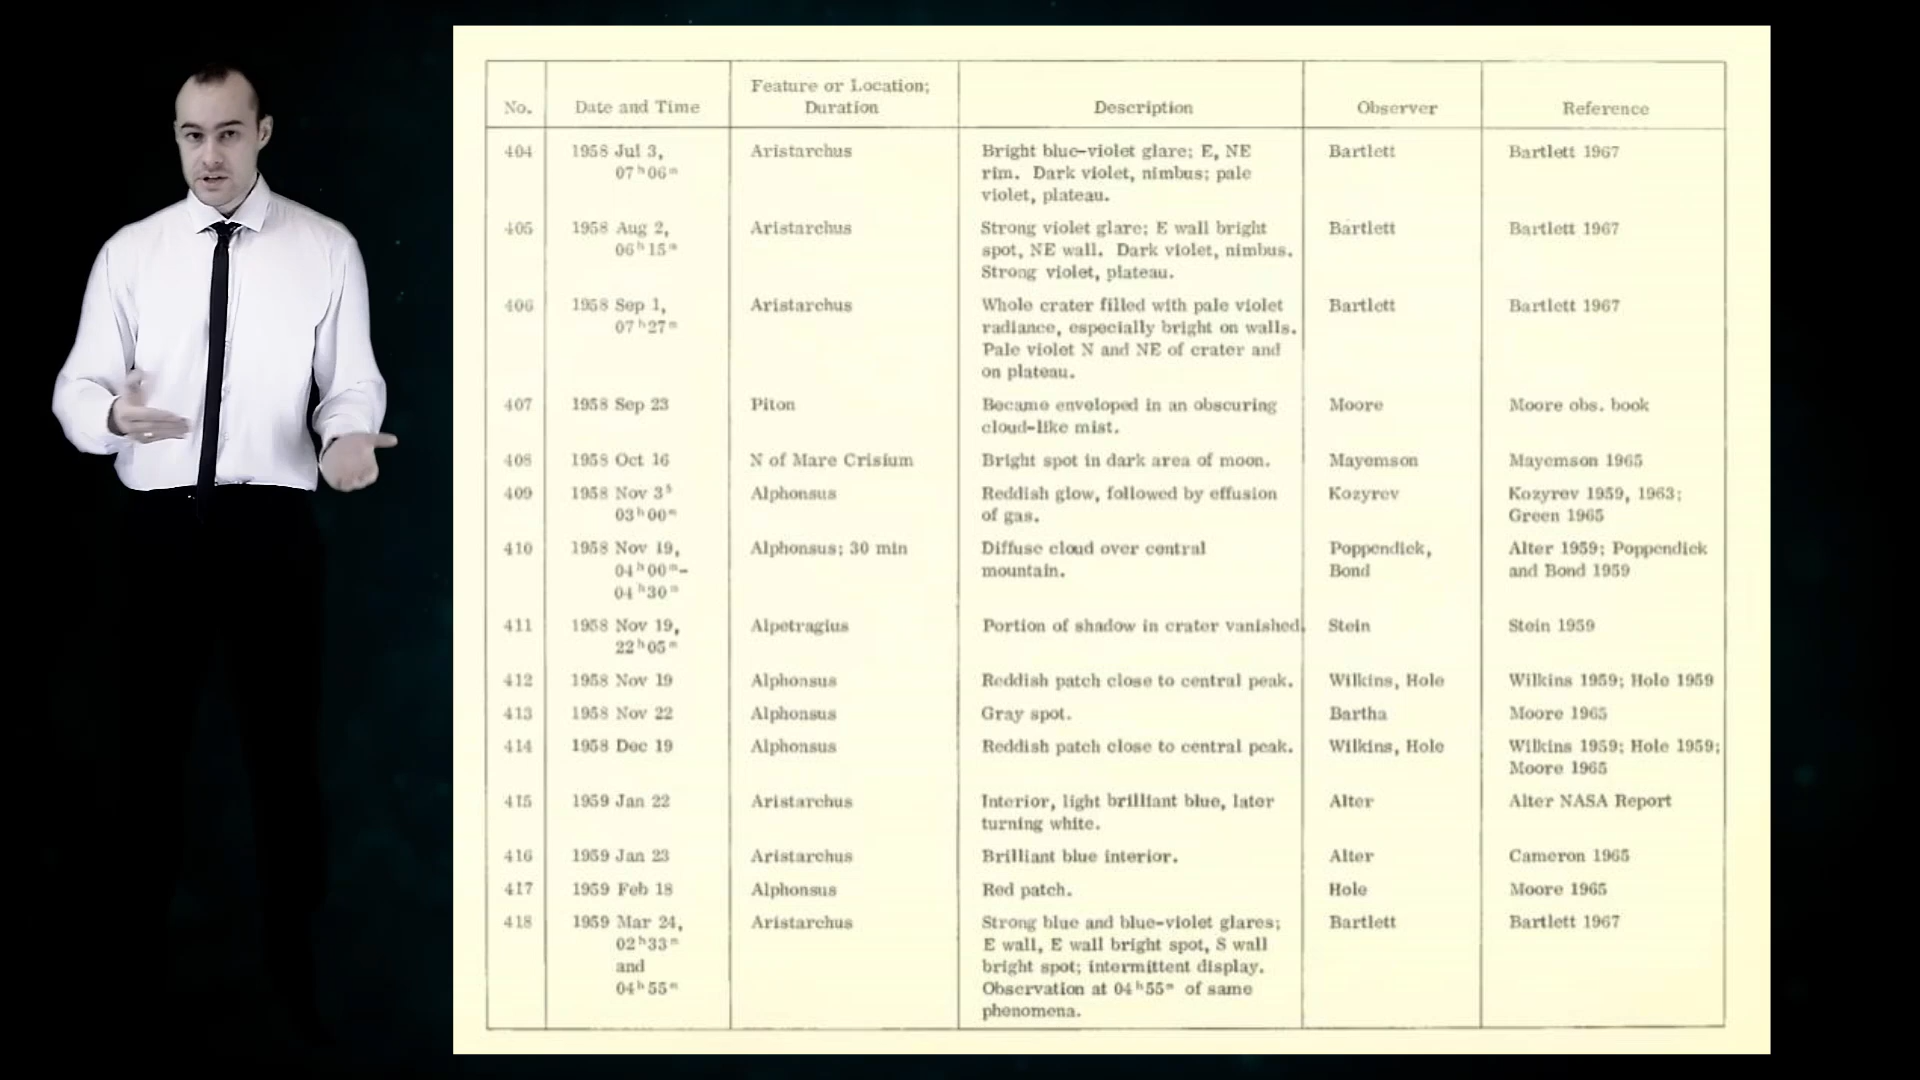 No. Date and Time Feature or Location; Duration Description Observer Reference
404 1958 Jul 3, Aristarchus Bright blue-violet glare; E, NE Bartlett Bartlett 1967
07h06m rim. Dark violet, nimbus; pale
violet, plateau.
405 1958 Aug 2, Aristarchus Strong violet glare; E wall bright Bartlett Bartlett 1967
06h15m spot, NE wall. Dark violet, nimbus.
Strong violet, plateau.
406 1958 Sep 1, Aristarchus Whole crater filled with pale violet Bartlett Bartlett 1967
07h27m radiance, especially bright on walls.
Pale violet N and NE of crater and
on plateau.
407 1958 Sep 23 Piton Became enveloped in an obscuring Moore Moore obs. book
cloud-like mist.
408 1958 Oct 16 N of Mare Crisium Bright spot in dark area of moon. Mayemson Mayemson 1965
409 1958 Nov 3⁵ Alphonsus Reddish glow, followed by effusion Kozyrev Kozyrev 1959, 1963;
03h00m of gas. Green 1965
410 1958 Nov 19, Alphonsus; 30 min Diffuse cloud over central Poppendick, Alter 1959; Poppendick
04h00m– mountain. Bond and Bond 1959
04h30m
411 1958 Nov 19, Alpetragius Portion of shadow in crater vanished. Stein Stein 1959
22h05m
412 1958 Nov 19 Alphonsus Reddish patch close to central peak. Wilkins, Hole Wilkins 1959; Hole 1959
413 1958 Nov 22 Alphonsus Gray spot. Bartha Moore 1965
414 1958 Dec 19 Alphonsus Reddish patch close to central peak. Wilkins, Hole Wilkins 1959; Hole 1959;
Moore 1965
415 1959 Jan 22 Aristarchus Interior, light brilliant blue, later Alter Alter NASA Report
turning white.
416 1959 Jan 23 Aristarchus Brilliant blue interior. Alter Cameron 1965
417 1959 Feb 18 Alphonsus Red patch. Hole Moore 1965
418 1959 Mar 24, Aristarchus Strong blue and blue-violet glares; Bartlett Bartlett 1967
02h33m E wall, E wall bright spot, S wall
and bright spot; intermittent display.
04h55m Observation at 04h55m of same
phenomena.